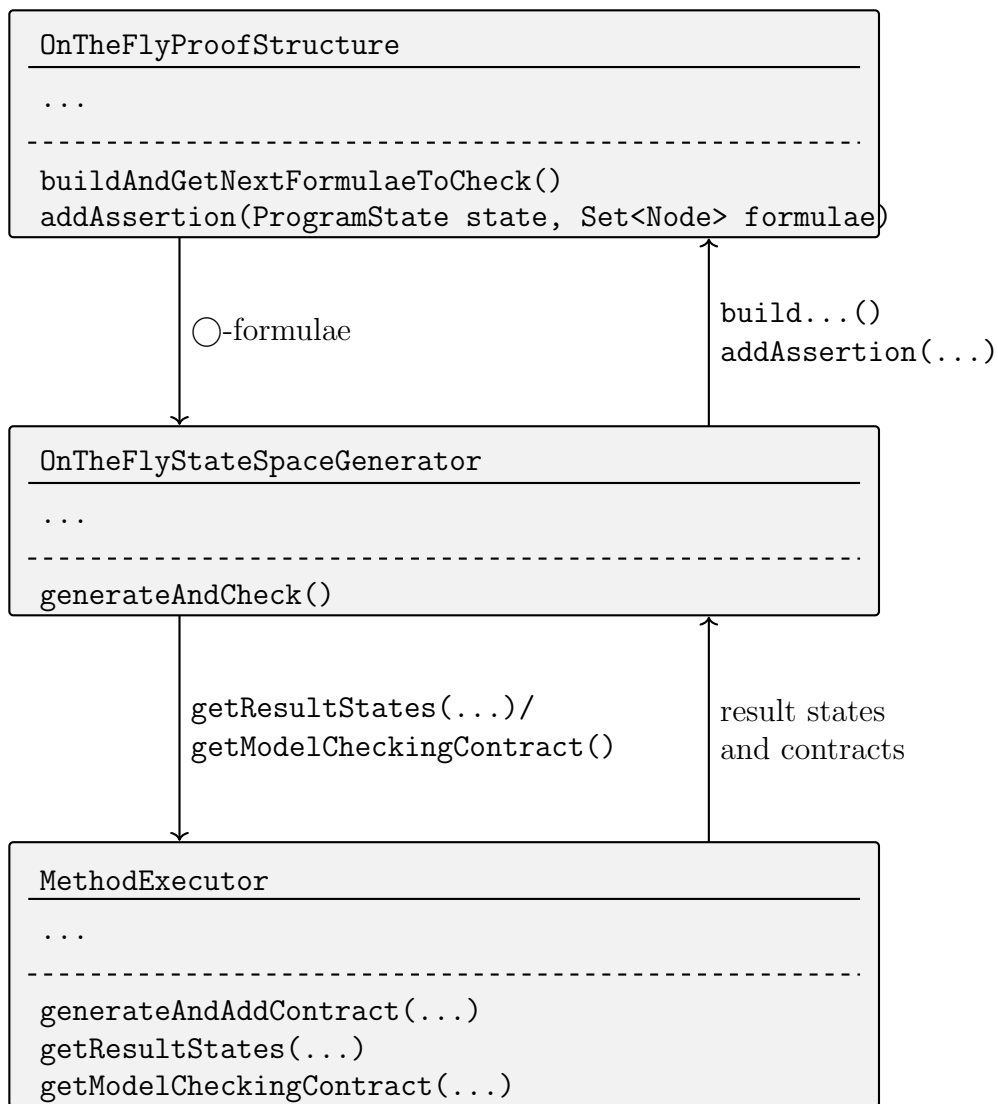 OnTheFlyProofStructure
...
buildAndGetNextFormulaeToCheck()
addAssertion(ProgramState state, Set<Node> formulae)
◯-formulae
build...()
addAssertion(...)
OnTheFlyStateSpaceGenerator
...
generateAndCheck()
getResultStates(...)/
getModelCheckingContract()
result states
and contracts
MethodExecutor
...
generateAndAddContract(...)
getResultStates(...)
getModelCheckingContract(...)